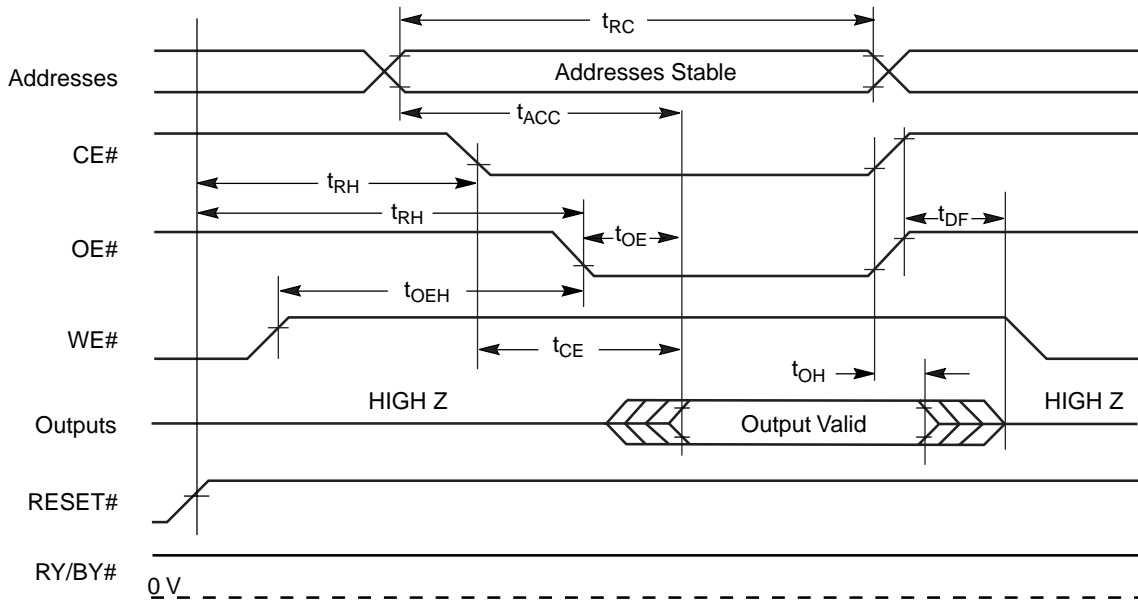 tRC
Addresses
Addresses Stable
tACC
CE#
tRH
tRH
tOE
tDF
OE#
tOEH
WE#
tCE
tOH
HIGH Z
HIGH Z
Outputs
Output Valid
RESET#
RY/BY#
0 V